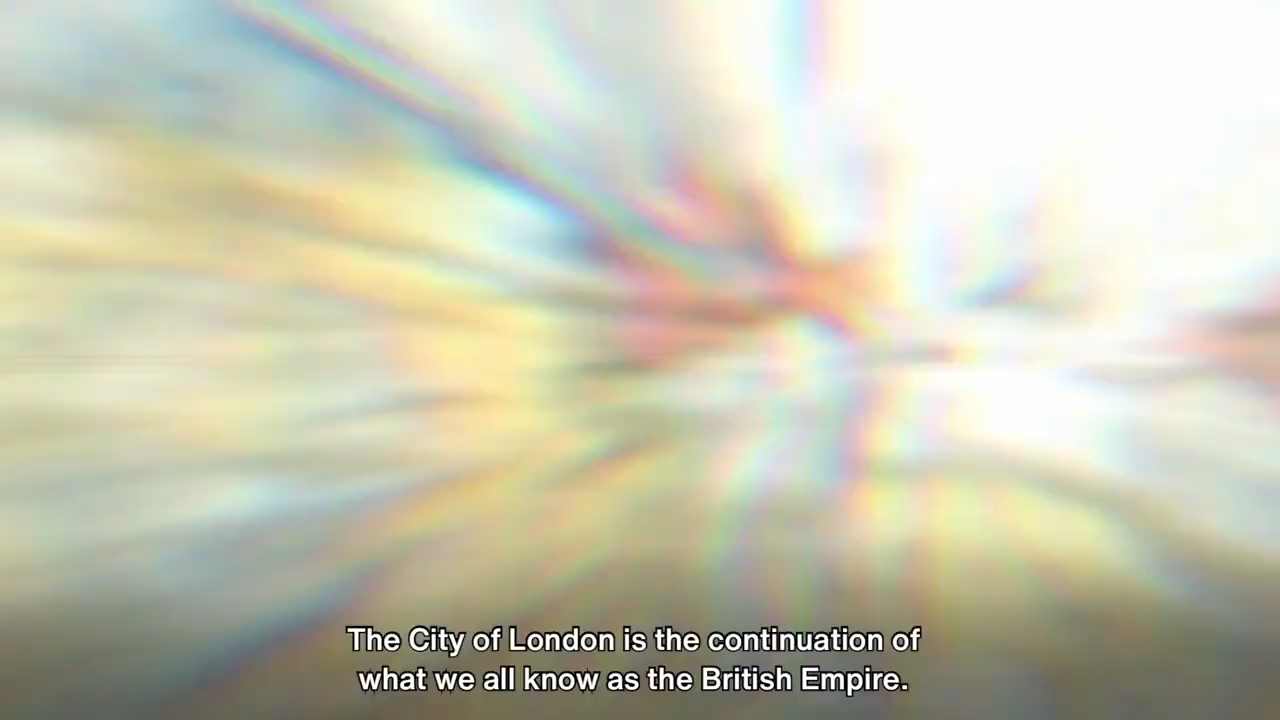 The City of London is the continuation of
what we all know as the British Empire.